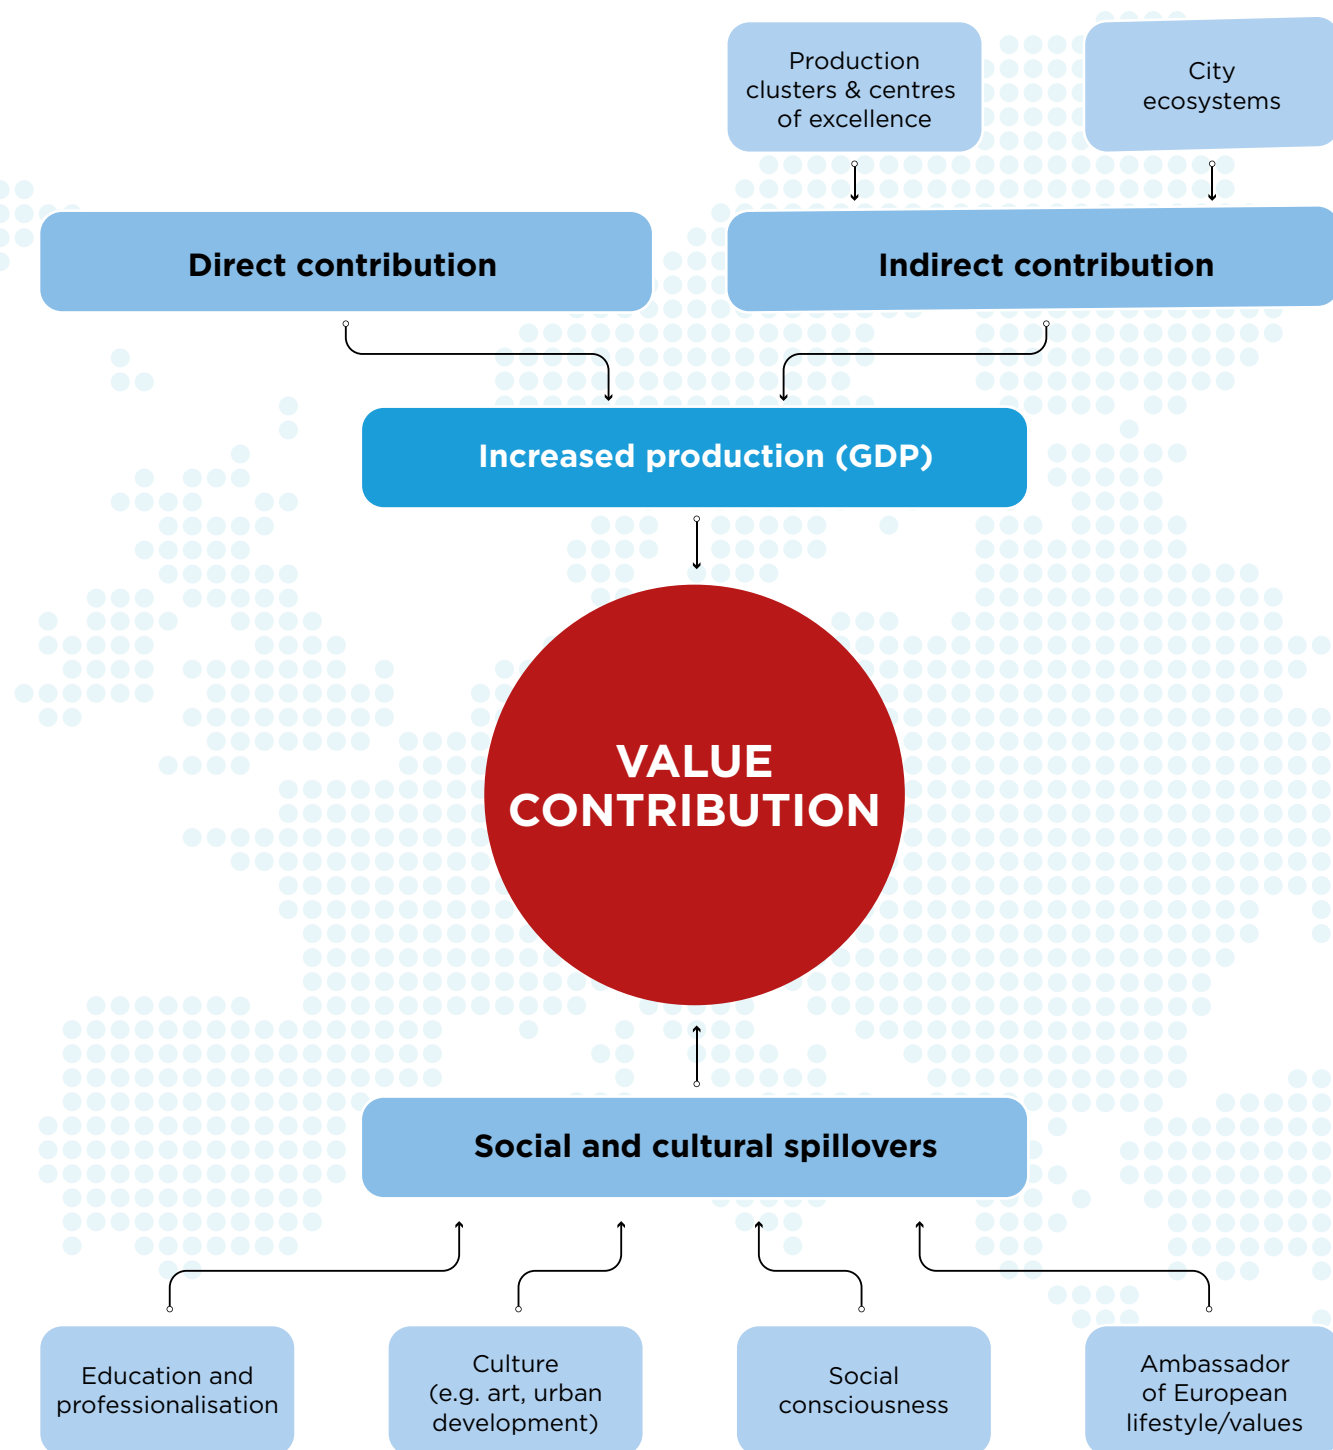 Production
clusters & centres
of excellence
City
ecosystems
Direct contribution
Indirect contribution
Increased production (GDP)
VALUE
CONTRIBUTION
Social and cultural spillovers
Education and
professionalisation
Culture
(e.g. art, urban
development)
Social
consciousness
Ambassador
of European
lifestyle/values